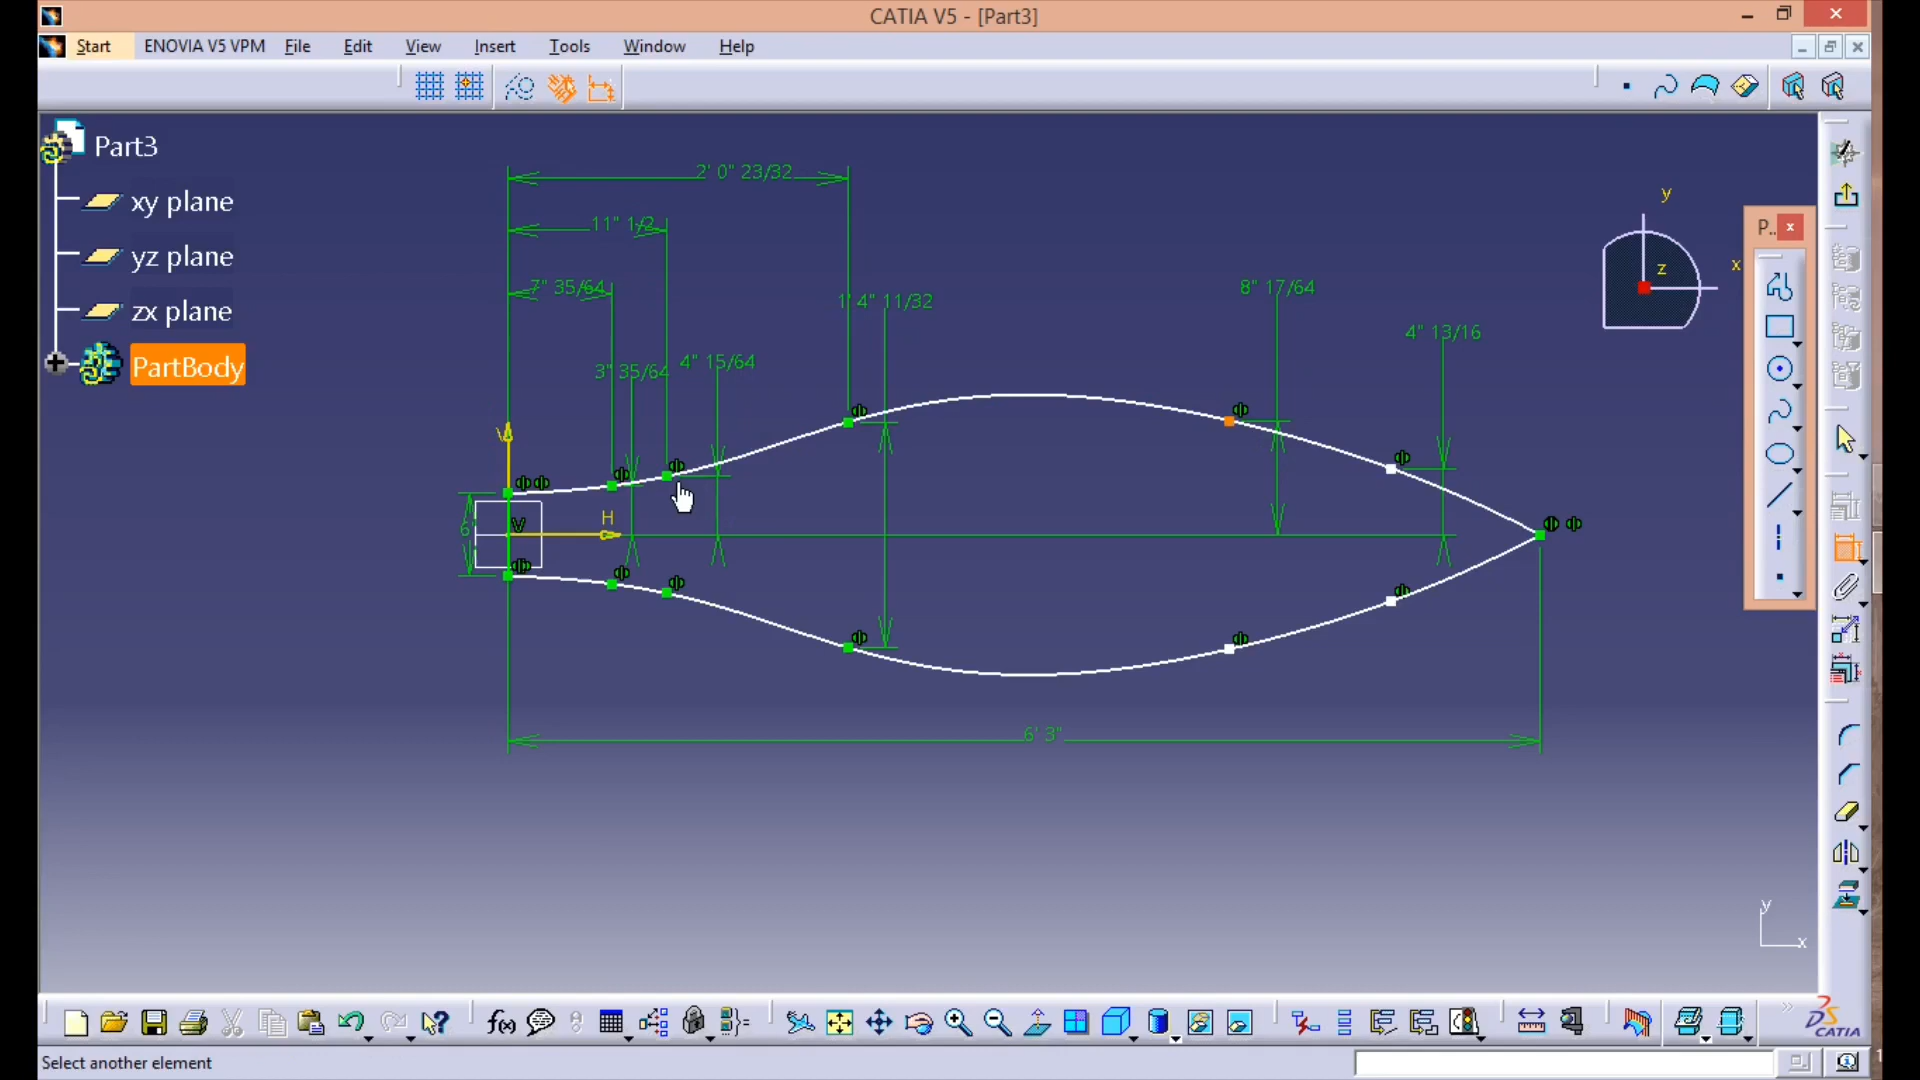 CATIA V5 - [Part3]
Start ENOVIA V5 VPM File Edit View Insert Tools Window Help
Part3
xy plane
yz plane
zx plane
PartBody
2' 0" 23/32
11" 1/2
7" 35/64
1' 4" 11/32
8" 17/64
4" 13/16
3" 35/64
4" 15/64
V
H
V
6"
6' 3"
y
x
z
P..
y
x
f(x)
DS
CATIA
Select another element